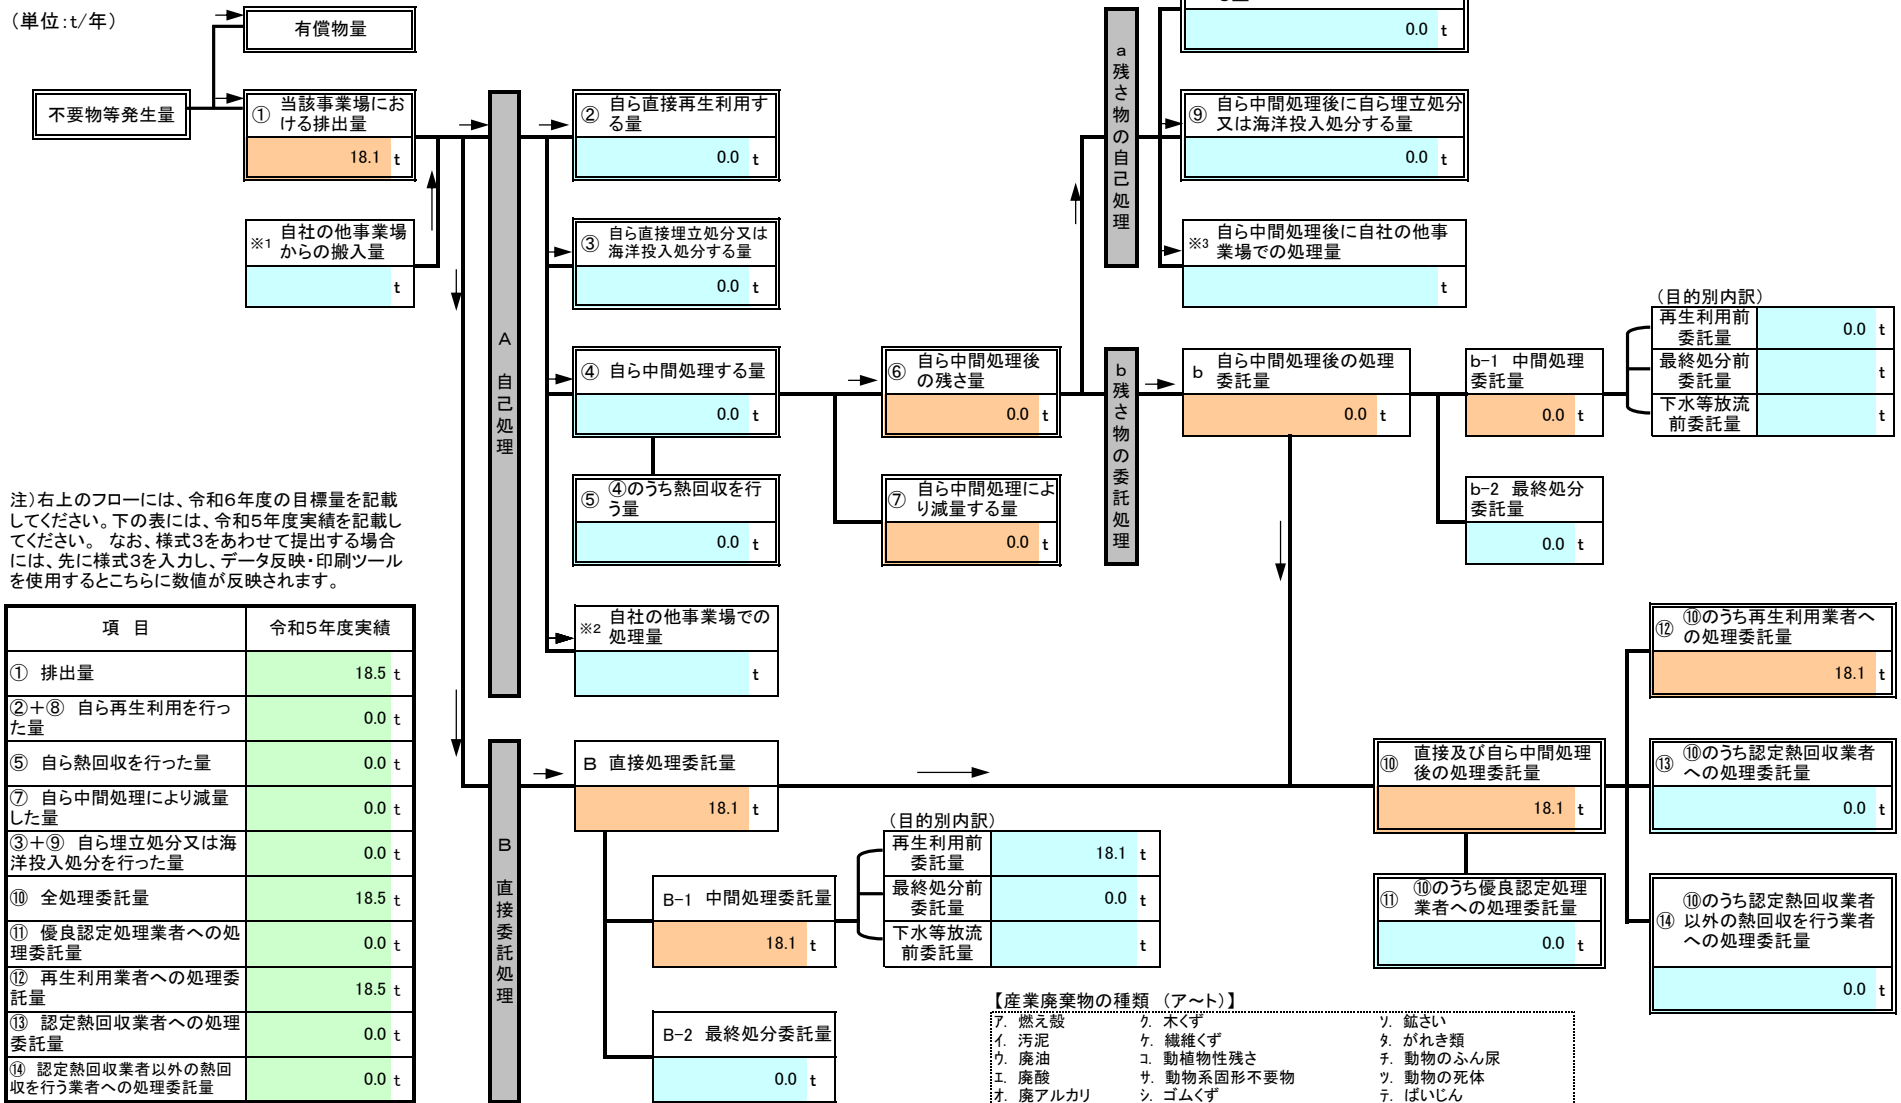 (単位:t/年)
有償物量
不要物等発生量
① 当該事業場における排出量
18.1 t
※1 自社の他事業場からの搬入量
t
A 自己処理
② 自ら直接再生利用する量
0.0 t
③ 自ら直接埋立処分又は海洋投入処分する量
0.0 t
④ 自ら中間処理する量
0.0 t
⑤ ④のうち熱回収を行う量
0.0 t
※2 自社の他事業場での処理量
t
⑥ 自ら中間処理後の残さ量
0.0 t
⑦ 自ら中間処理により減量する量
0.0 t
a 残さ物の自己処理
0.0 t
⑨ 自ら中間処理後に自ら埋立処分又は海洋投入処分する量
0.0 t
※3 自ら中間処理後に自社の他事業場での処理量
t
b 残さ物の委託処理
b 自ら中間処理後の処理委託量
0.0 t
b-1 中間処理委託量
0.0 t
(目的別内訳)
再生利用前委託量
0.0 t
最終処分前委託量
t
下水等放流前委託量
t
b-2 最終処分委託量
0.0 t
注)右上のフローには、令和6年度の目標量を記載
してください。下の表には、令和5年度実績を記載し
てください。 なお、様式3をあわせて提出する場合
には、先に様式3を入力し、データ反映・印刷ツール
を使用するとこちらに数値が反映されます。
項 目 令和5年度実績
① 排出量 18.5 t
②+⑧ 自ら再生利用を行った量 0.0 t
⑤ 自ら熱回収を行った量 0.0 t
⑦ 自ら中間処理により減量した量 0.0 t
③+⑨ 自ら埋立処分又は海洋投入処分を行った量 0.0 t
⑩ 全処理委託量 18.5 t
⑪ 優良認定処理業者への処理委託量 0.0 t
⑫ 再生利用業者への処理委託量 18.5 t
⑬ 認定熱回収業者への処理委託量 0.0 t
⑭ 認定熱回収業者以外の熱回収を行う業者への処理委託量 0.0 t
B 直接委託処理
B 直接処理委託量
18.1 t
B-1 中間処理委託量
18.1 t
(目的別内訳)
再生利用前委託量
18.1 t
最終処分前委託量
0.0 t
下水等放流前委託量
t
B-2 最終処分委託量
0.0 t
⑩ 直接及び自ら中間処理後の処理委託量
18.1 t
⑪ ⑩のうち優良認定処理業者への処理委託量
0.0 t
⑫ ⑩のうち再生利用業者への処理委託量
18.1 t
⑬ ⑩のうち認定熱回収業者への処理委託量
0.0 t
⑭ ⑩のうち認定熱回収業者以外の熱回収を行う業者への処理委託量
0.0 t
【産業廃棄物の種類 (ア～ト)】
ア. 燃え殻 ク. 木くず ソ. 鉱さい
イ. 汚泥 ケ. 繊維くず タ. がれき類
ウ. 廃油 コ. 動植物性残さ チ. 動物のふん尿
エ. 廃酸 サ. 動物系固形不要物 ツ. 動物の死体
オ. 廃アルカリ シ. ゴムくず テ. ばいじん